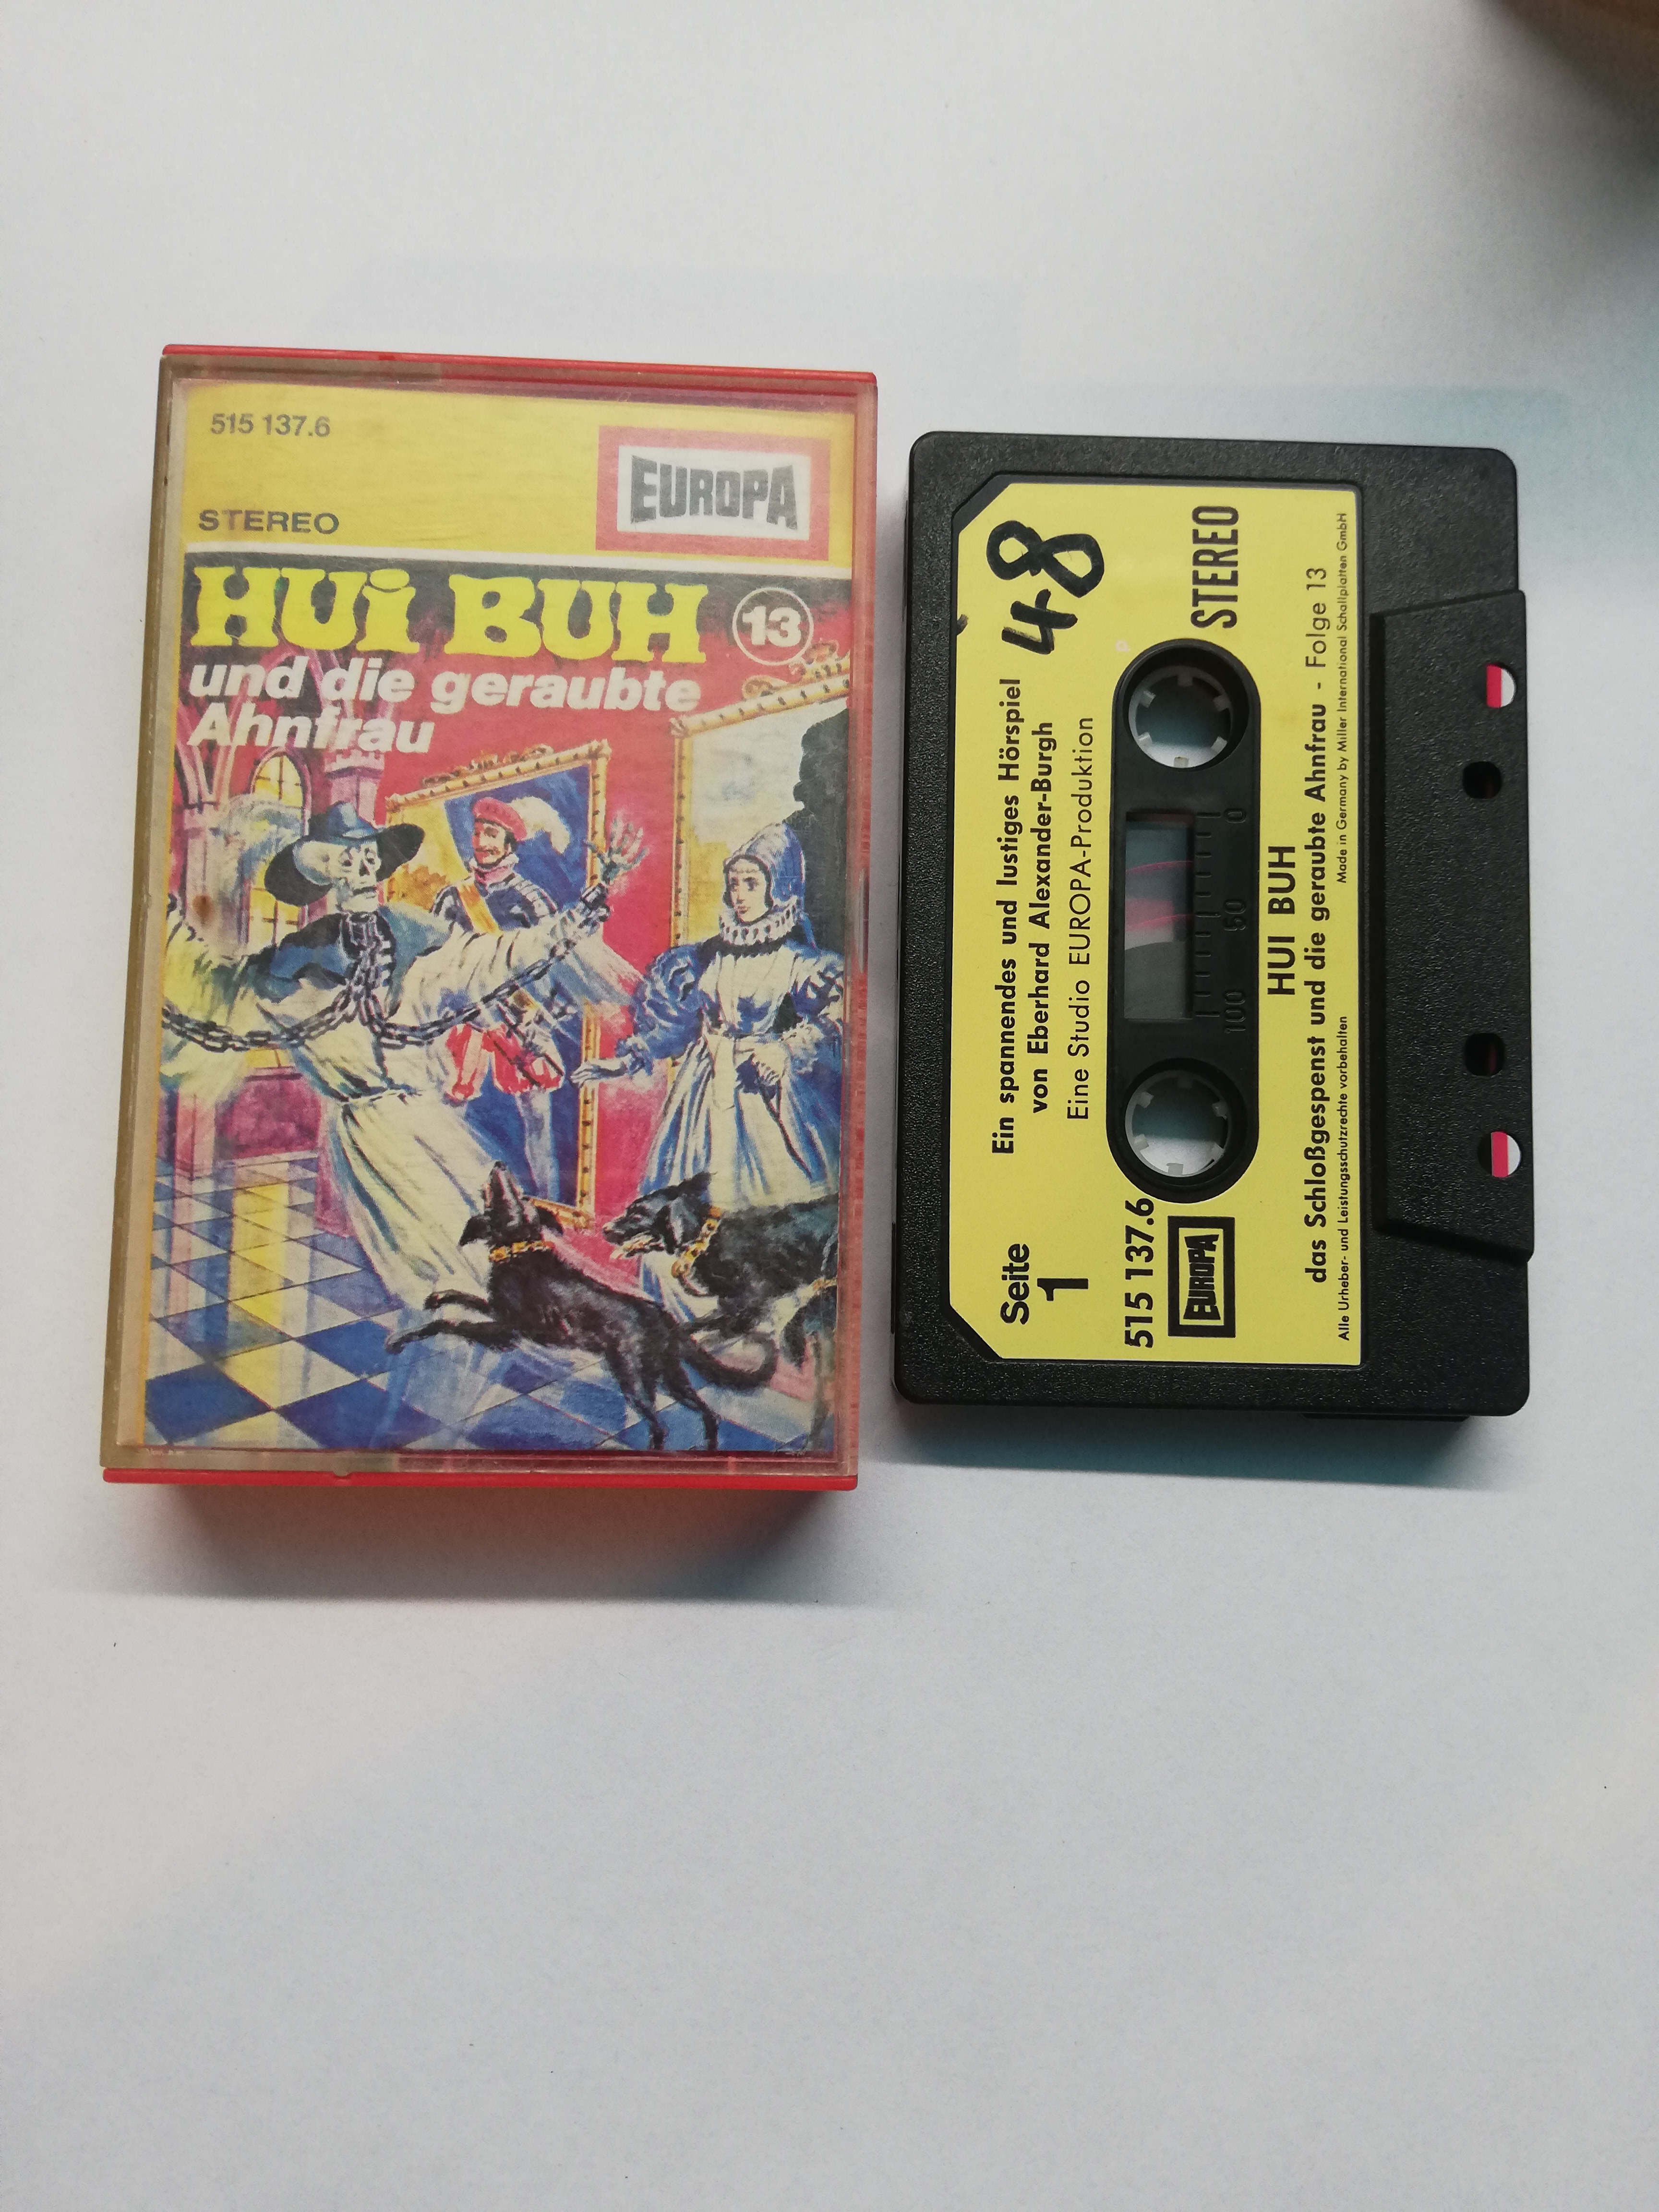 515 137.6
EUROPA
STEREO
HUi BUH 13
und die geraubte
Ahnfrau
4-8
Seite
1
Ein spannendes und lustiges Hörspiel
von Eberhard Alexander-Burgh
Eine Studio EUROPA-Produktion
515 137.6
STEREO
EUROPA
100 50 0
HUI BUH
das Schloßgespenst und die geraubte Ahnfrau - Folge 13
Alle Urheber- und Leistungsschutzrechte vorbehalten Made in Germany by Miller International Schallplatten GmbH